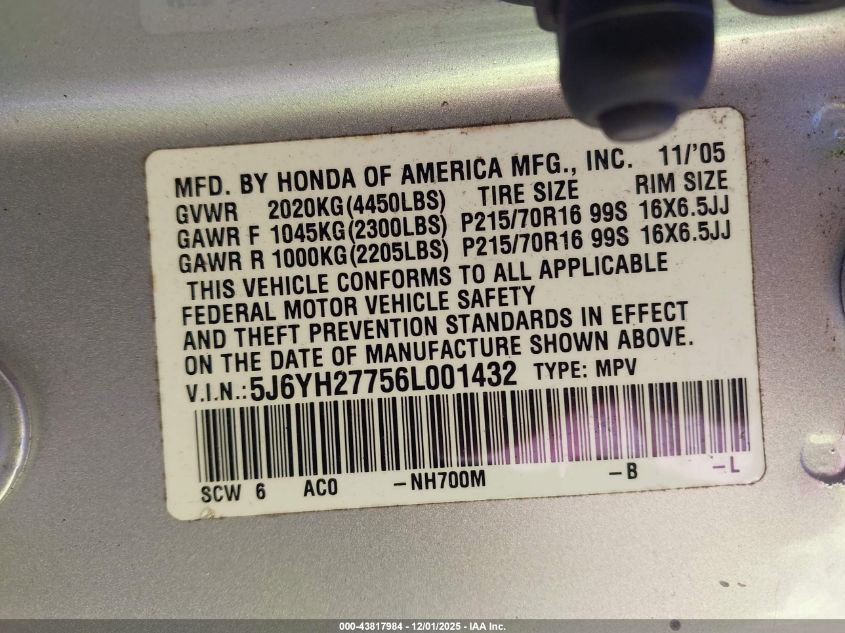 MFD. BY HONDA OF AMERICA MFG., INC. 11/'05
GVWR 2020KG(4450LBS) TIRE SIZE RIM SIZE
GAWR F 1045KG(2300LBS) P215/70R16 99S 16X6.5JJ
GAWR R 1000KG(2205LBS) P215/70R16 99S 16X6.5JJ
THIS VEHICLE CONFORMS TO ALL APPLICABLE
FEDERAL MOTOR VEHICLE SAFETY
AND THEFT PREVENTION STANDARDS IN EFFECT
ON THE DATE OF MANUFACTURE SHOWN ABOVE.
V.I.N.: 5J6YH27756L001432 TYPE: MPV
SCW 6 AC0 -NH700M -B -L
000-43817984 - 12/01/2025 - IAA Inc.